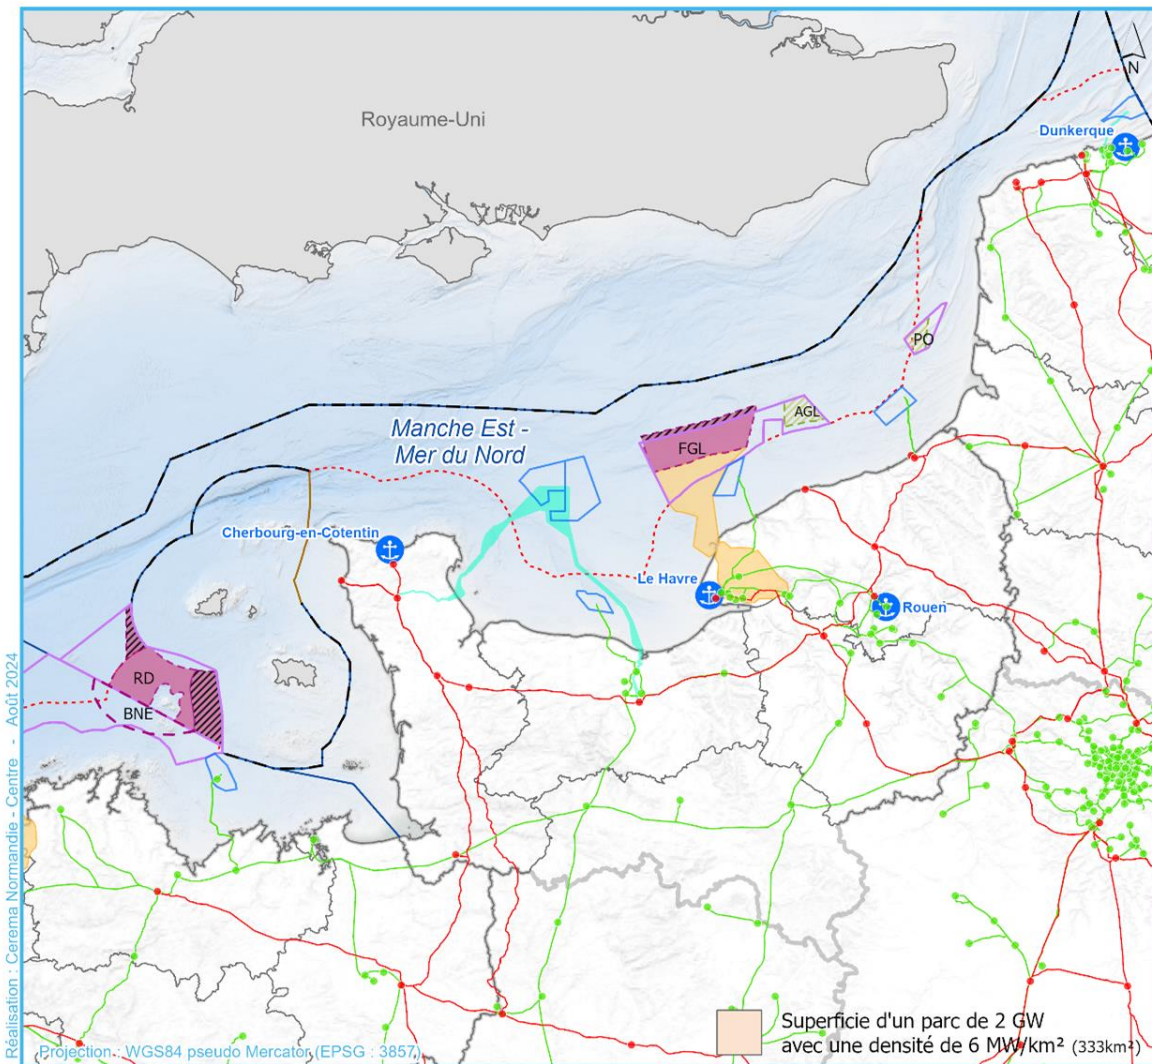 N
Royaume-Uni
Dunkerque
PO
AGL
Manche Est -
Mer du Nord
FGL
Cherbourg-en-Cotentin
Le Havre
Rouen
RD
BNE
Réalisation : Cerema Normandie - Centre - Août 2024
Superficie d'un parc de 2 GW
avec une densité de 6 MW/km² (333km²)
Projection : WGS84 pseudo Mercator (EPSG : 3857)